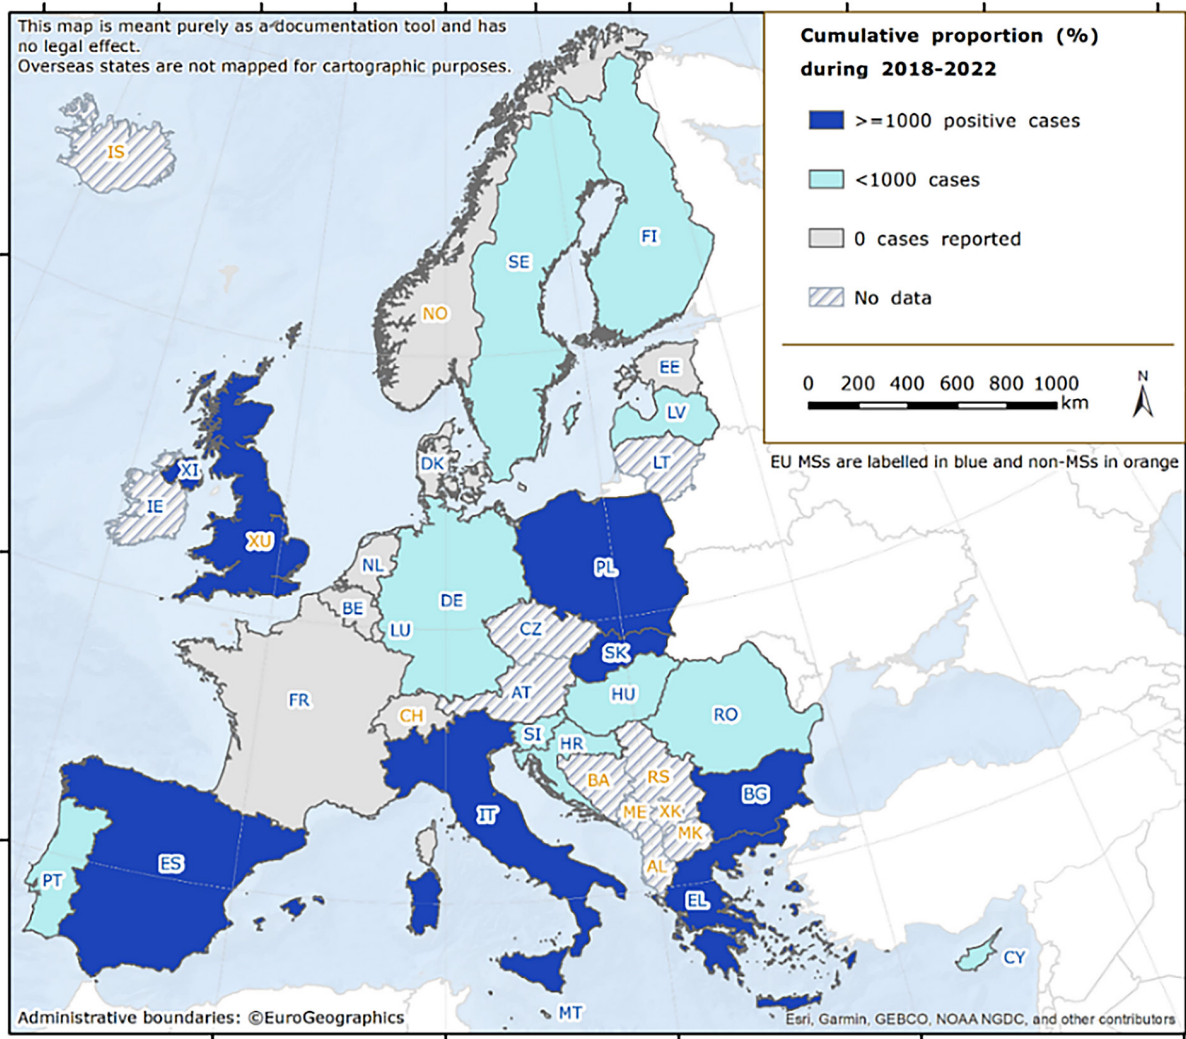 This map is meant purely as a documentation tool and has
no legal effect.
Overseas states are not mapped for cartographic purposes.
Cumulative proportion (%)
during 2018-2022
>=1000 positive cases
<1000 cases
0 cases reported
No data
0 200 400 600 800 1000
km
N
EU MSs are labelled in blue and non-MSs in orange
IS
FI
SE
NO
EE
LV
DK
LT
XI
IE
XU
NL
PL
BE
DE
LU
CZ
SK
AT
HU
FR
CH
RO
SI
HR
BA
RS
BG
IT
ME
XK
MK
ES
AL
PT
EL
CY
MT
Administrative boundaries: ©EuroGeographics
Esri, Garmin, GEBCO, NOAA NGDC, and other contributors